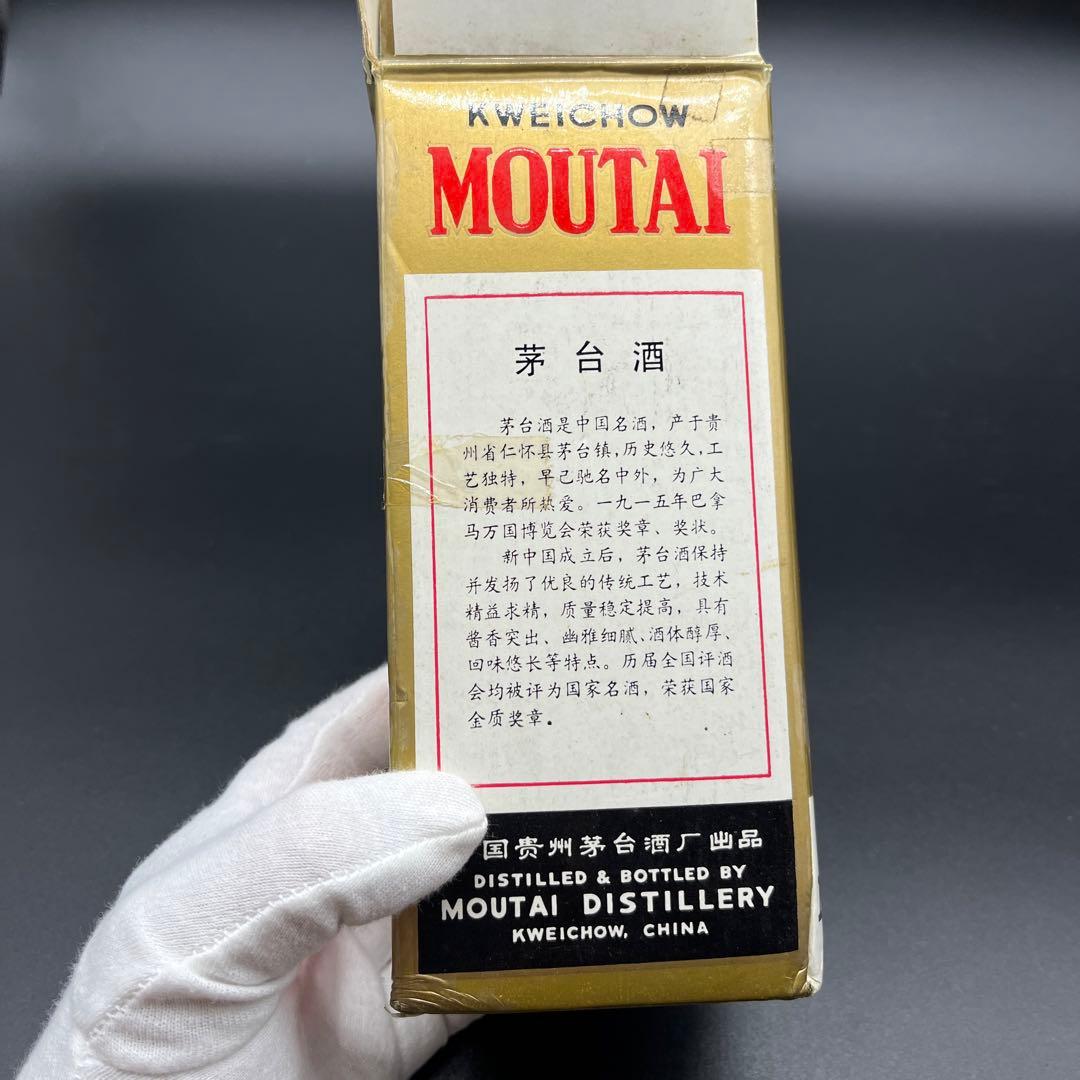 KWEICHOW
MOUTAI
茅台酒
茅台酒是中国名酒，产于贵
州省仁怀县茅台镇，历史悠久，工
艺独特，早已驰名中外，为广大
消费者所热爱。一九一五年巴拿
马万国博览会荣获奖章、奖状。
新中国成立后，茅台酒保持
并发扬了优良的传统工艺，技术
精益求精，质量稳定提高，具有
酱香突出、幽雅细腻、酒体醇厚、
回味悠长等特点。历届全国评酒
会均被评为国家名酒，荣获国家
金质奖章。
国贵州茅台酒厂出品
DISTILLED & BOTTLED BY
MOUTAI DISTILLERY
KWEICHOW, CHINA